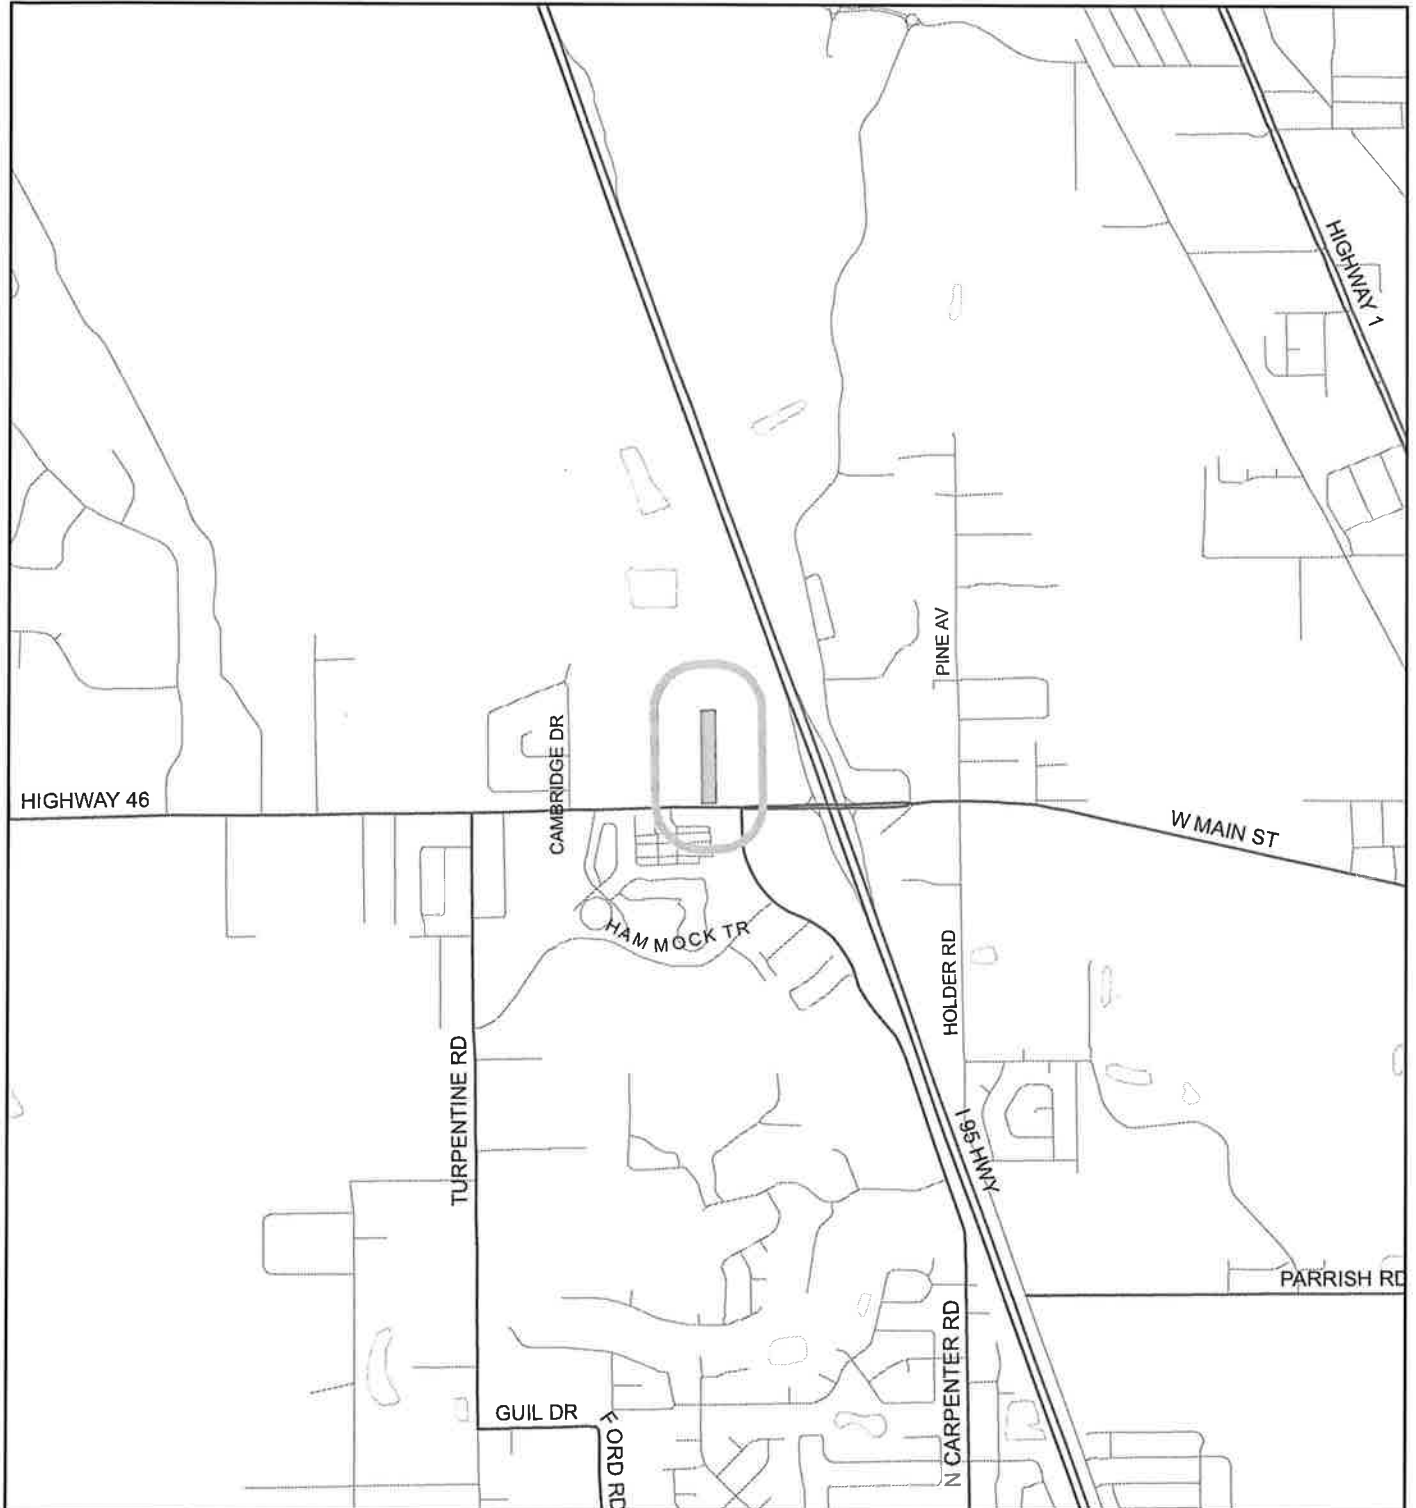 HIGHWAY 1
PINE AV
CAMBRIDGE DR
HIGHWAY 46
W MAIN ST
HAMMOCK TR
HOLDER RD
TURPENTINE RD
I 95 HWY
PARRISH RD
N CARPENTER RD
GUIL DR
FORD RD